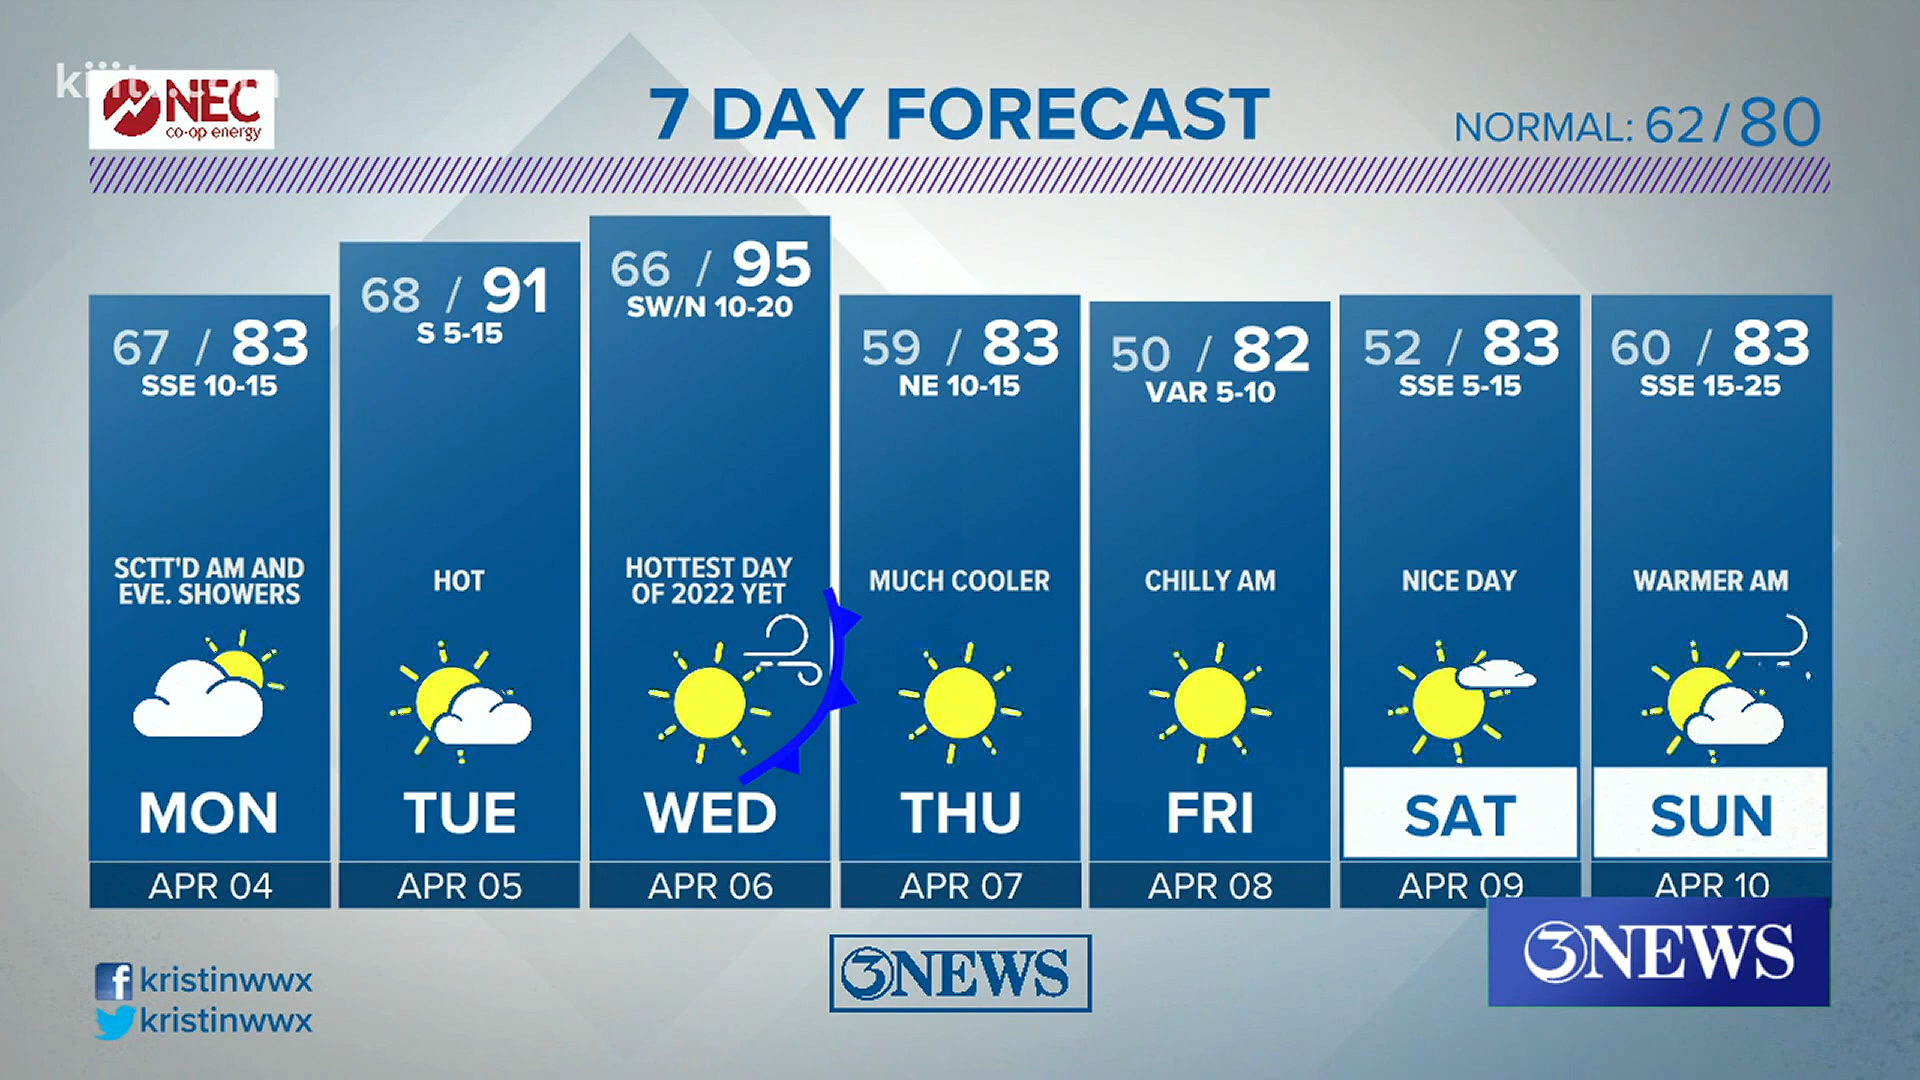 kiiitv.com
NEC
co-op energy
7 DAY FORECAST
NORMAL: 62/80
67 / 83
SSE 10-15
SCTT'D AM AND
EVE. SHOWERS
MON
APR 04
68 / 91
S 5-15
HOT
TUE
APR 05
66 / 95
SW/N 10-20
HOTTEST DAY
OF 2022 YET
WED
APR 06
59 / 83
NE 10-15
MUCH COOLER
THU
APR 07
50 / 82
VAR 5-10
CHILLY AM
FRI
APR 08
52 / 83
SSE 5-15
NICE DAY
SAT
APR 09
60 / 83
SSE 15-25
WARMER AM
SUN
APR 10
f kristinwwx
kristinwwx
3NEWS
3NEWS